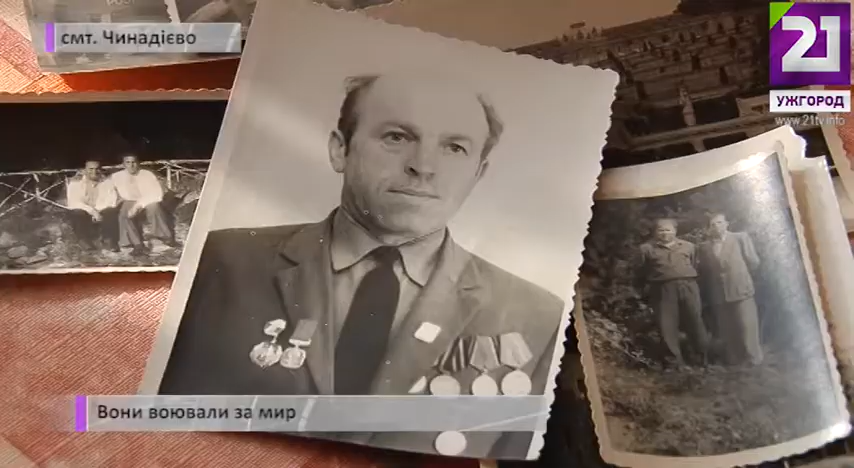 смт. Чинадієво
21
УЖГОРОД
www.21tv.info
Вони воювали за мир